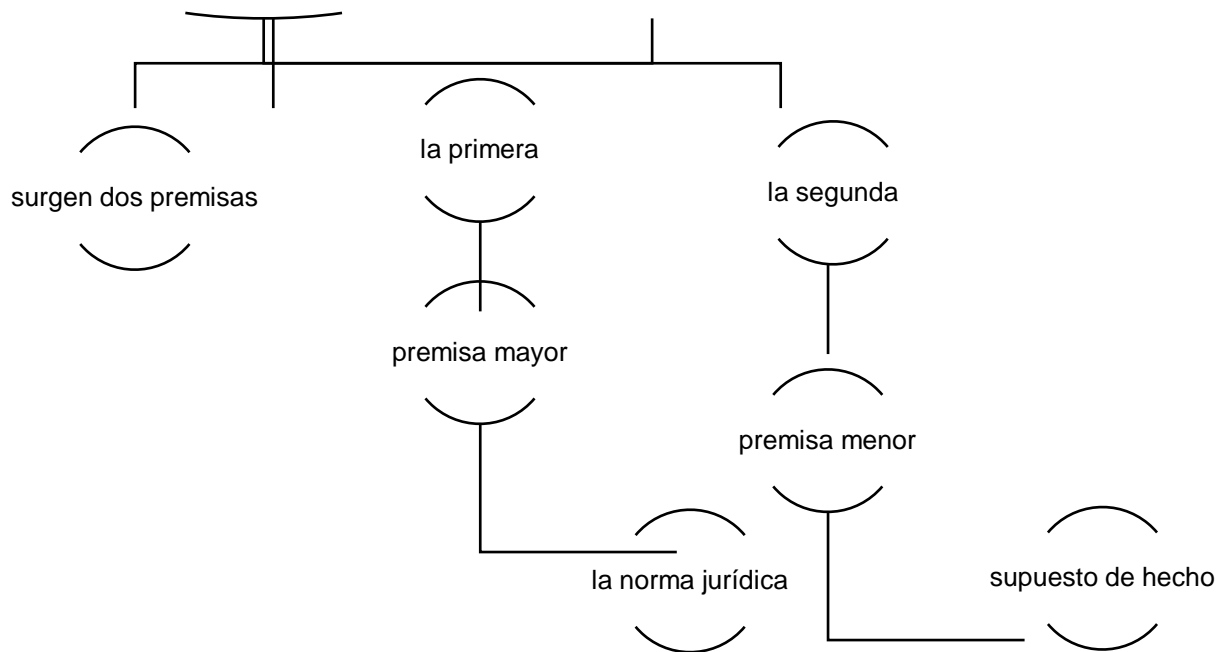 surgen dos premisas
la primera
la segunda
premisa mayor
premisa menor
la norma jurídica
supuesto de hecho